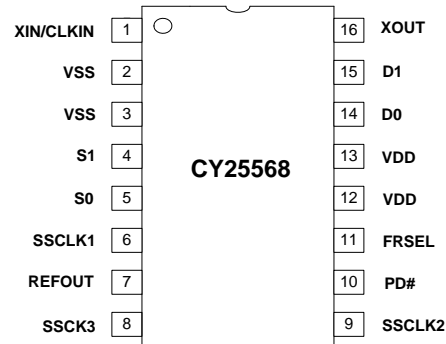 XIN/CLKIN 1 16 XOUT
VSS 2 15 D1
VSS 3 14 D0
S1 4 13 VDD
CY25568
S0 5 12 VDD
SSCLK1 6 11 FRSEL
REFOUT 7 10 PD#
SSCK3 8 9 SSCLK2